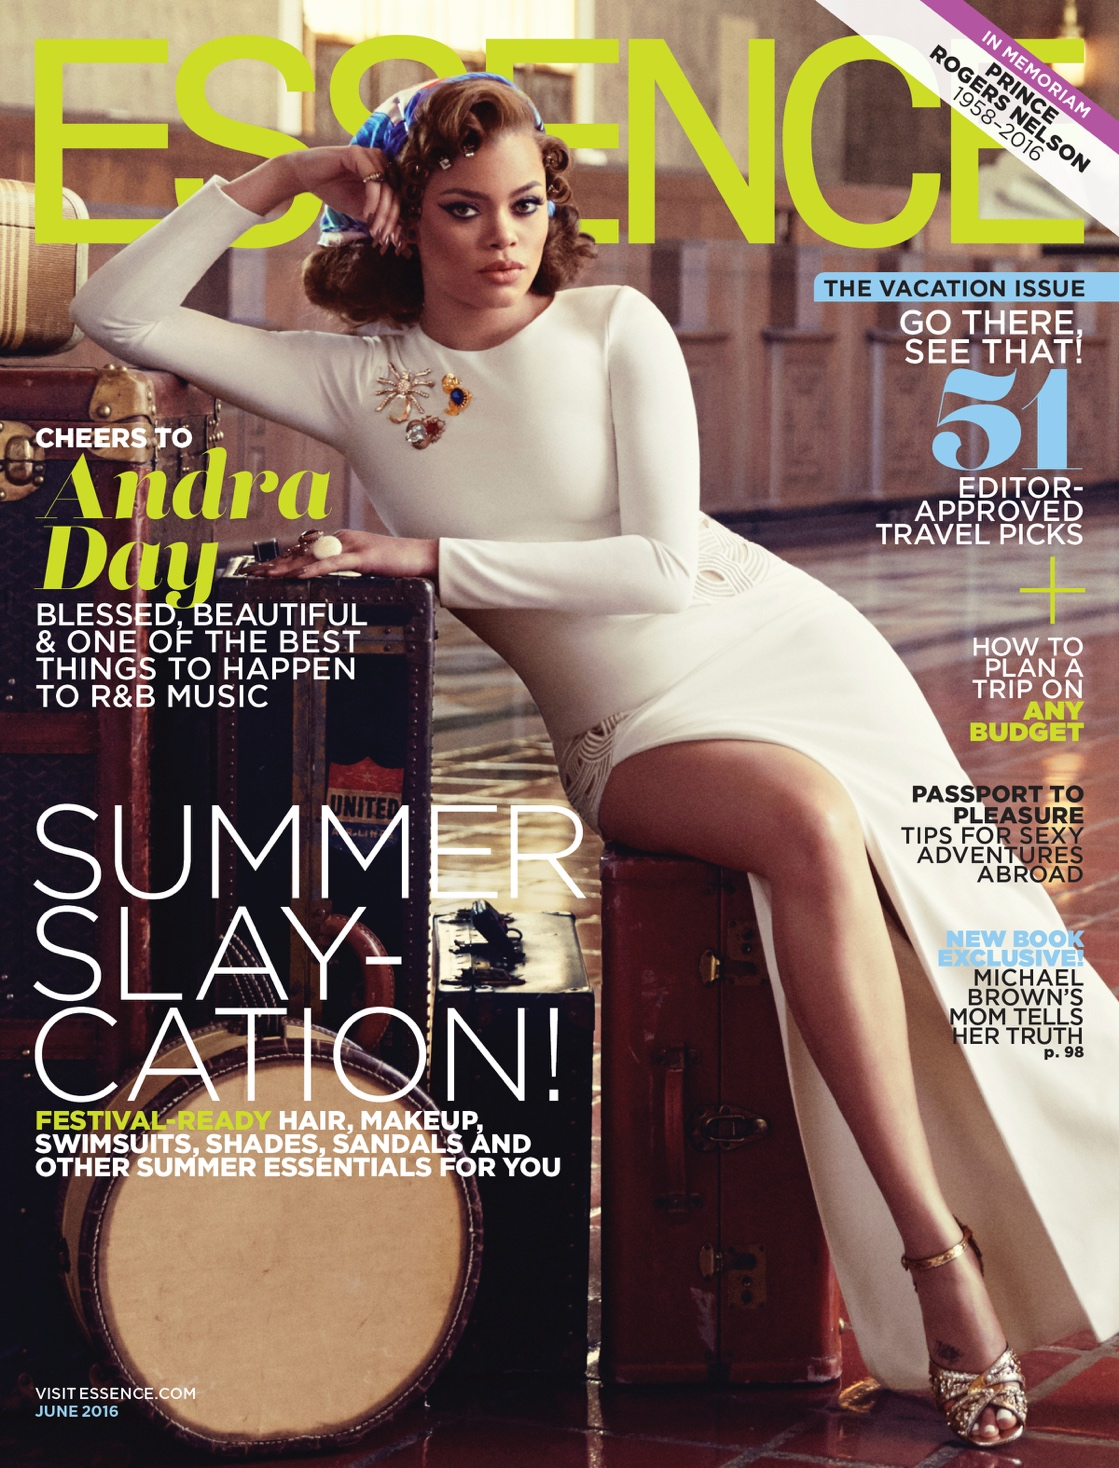 ESSENCE
IN MEMORIAM
PRINCE
ROGERS NELSON
1958-2016
THE VACATION ISSUE
GO THERE,
SEE THAT!
51
EDITOR-
APPROVED
TRAVEL PICKS
+
HOW TO
PLAN A
TRIP ON
ANY
BUDGET
PASSPORT TO
PLEASURE
TIPS FOR SEXY
ADVENTURES
ABROAD
NEW BOOK
EXCLUSIVE!
MICHAEL
BROWN'S
MOM TELLS
HER TRUTH
p. 98
CHEERS TO
Andra
Day
BLESSED, BEAUTIFUL
& ONE OF THE BEST
THINGS TO HAPPEN
TO R&B MUSIC
UNITED
AIR-LINES
SUMMER
SLAY-
CATION!
FESTIVAL-READY HAIR, MAKEUP,
SWIMSUITS, SHADES, SANDALS AND
OTHER SUMMER ESSENTIALS FOR YOU
VISIT ESSENCE.COM
JUNE 2016